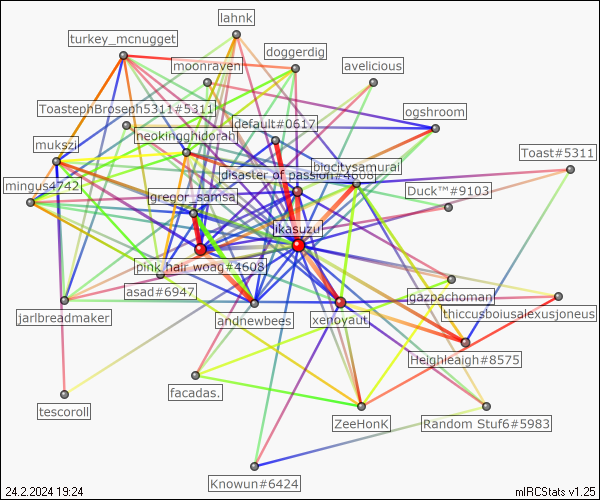 lahnk
turkey_mcnugget
doggerdig
moonraven
avelicious
ToastephBroseph5311#5311
ogshroom
default#0617
neokingghidorah
mukszi
Toast#5311
bigcitysamurai
disaster of passion#4608
mingus4742
Duck™#9103
gregor_samsa
jikasuzu
pink hair woag#4603
asad#6947
gazpachoman
jarlbreadmaker
andnewbees
xenoyaut
thiccusboiusalexusjoneus
Heighleaigh#8575
facadas.
tescoroll
ZeeHonK
Random Stuf6#5983
Knowun#6424
24.2.2024 19:24
mIRCStats v1.25